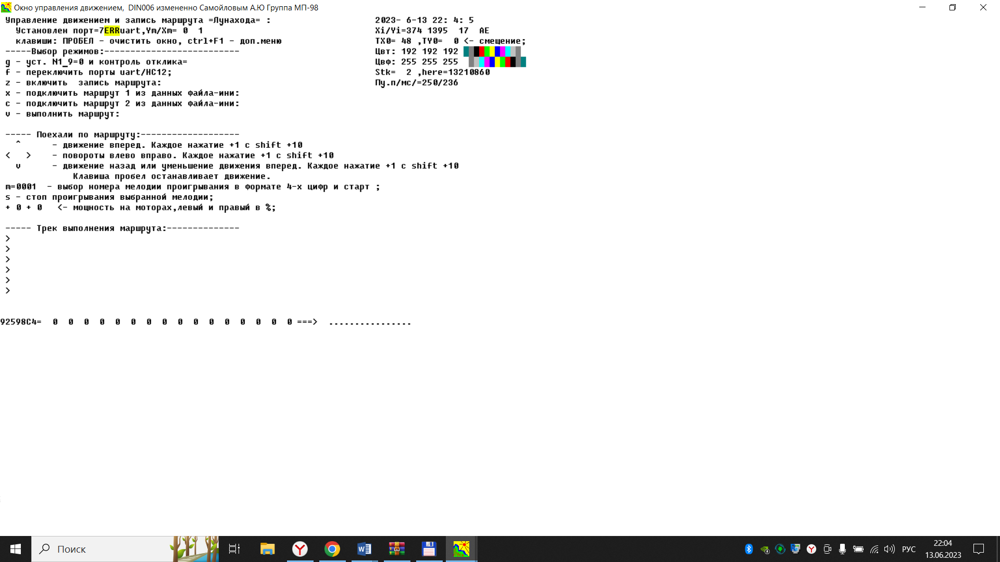 Окно управления движением,  DIN006 измененно Самойловым А.Ю Группа МП-98
Управление движением и запись маршрута =Лунахода= :
Установлен порт=7ERRuart,Ym/Xm= 0  1
клавиши: ПРОБЕЛ - очистить окно, ctrl+F1 - доп.меню
-----Выбор режимов:--------------------------
g - уст. N1_9=0 и контроль отклика=
f - переключить порты uart/HC12;
z - включить  запись маршрута:
x - подключить маршрут 1 из данных файла-ини:
c - подключить маршрут 2 из данных файла-ини:
v - выполнить маршрут:
2023- 6-13 22: 4: 5
Xi/Yi=374 1395  17  AE
TX0= 48 ,TY0=  0 <- смещение;
Цвт: 192 192 192
Цвф: 255 255 255
Stk=  2 ,here=13210860
Пу.п/мс/=250/236
----- Поехали по маршруту:-------------------
^      - движение вперед. Каждое нажатие +1 с shift +10
<   >    - повороты влево вправо. Каждое нажатие +1 с shift +10
v      - движение назад или уменьшение движения вперед. Каждое нажатие +1 с shift +10
Клавиша пробел останавливает движение.
m=0001  - выбор номера мелодии проигрывания в формате 4-х цифр и старт ;
s - стоп проигрывания выбранной мелодии;
+ 0 + 0   <- мощность на моторах,левый и правый в %;
----- Трек выполнения маршрута:--------------
>
>
>
>
>
>
92598C4=  0  0  0  0  0  0  0  0  0  0  0  0  0  0  0  0 ===>  ................
Поиск
РУС
22:04
13.06.2023